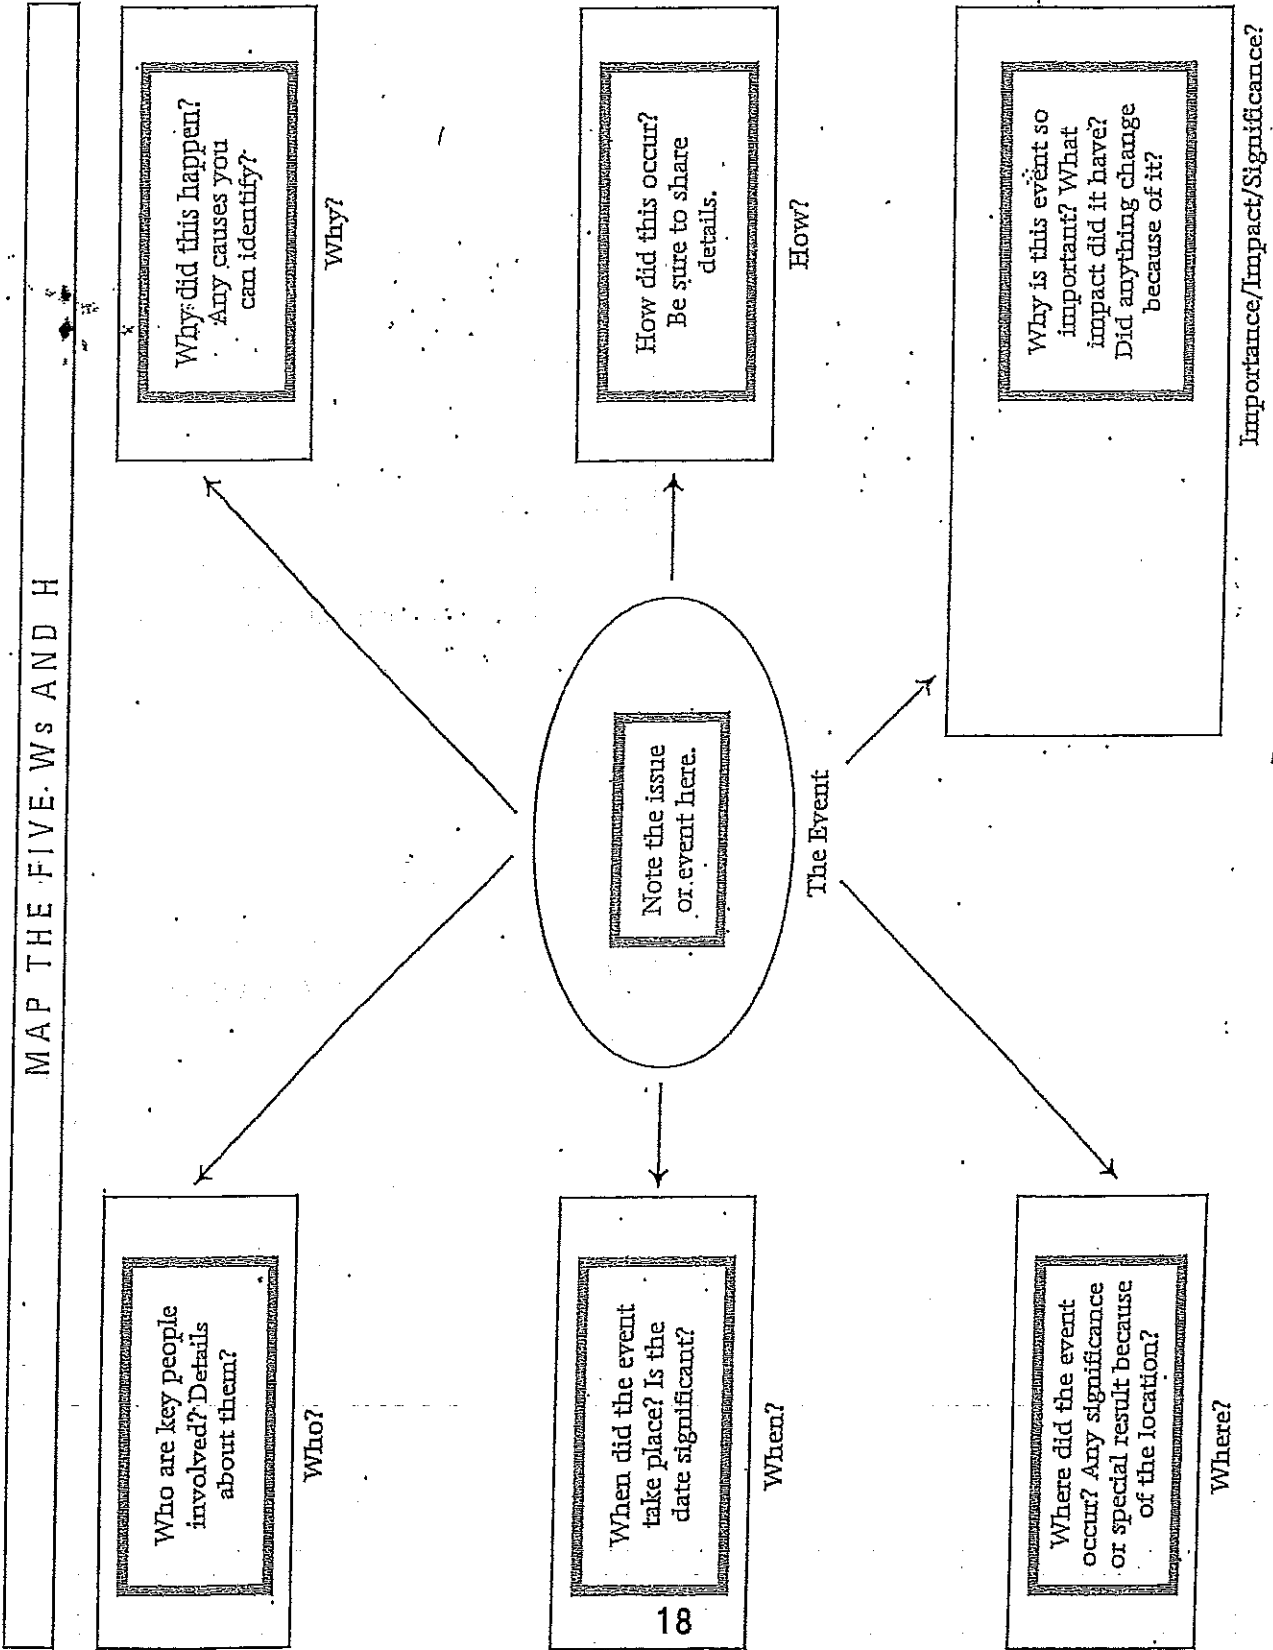 MAP THE FIVE Ws AND H
Who are key people
involved? Details
about them?
Who?
Why did this happen?
Any causes you
can identify?
Why?
When did the event
take place? Is the
date significant?
When?
Note the issue
or event here.
The Event
How did this occur?
Be sure to share
details.
How?
Where did the event
occur? Any significance
or special result because
of the location?
Where?
Why is this event so
important? What
impact did it have?
Did anything change
because of it?
Importance/Impact/Significance?
18